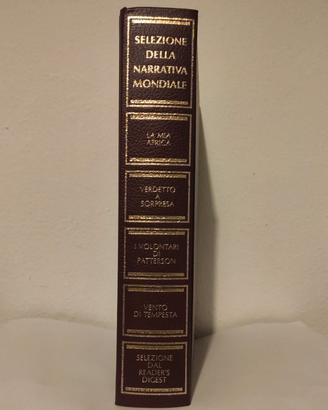 SELEZIONE
DELLA
NARRATIVA
MONDIALE
LA MIA
AFRICA
VERDETTO
A
SORPRESA
I VOLONTARI
DI
PATTERSON
VENTO
DI TEMPESTA
SELEZIONE
DAL
READER'S
DIGEST